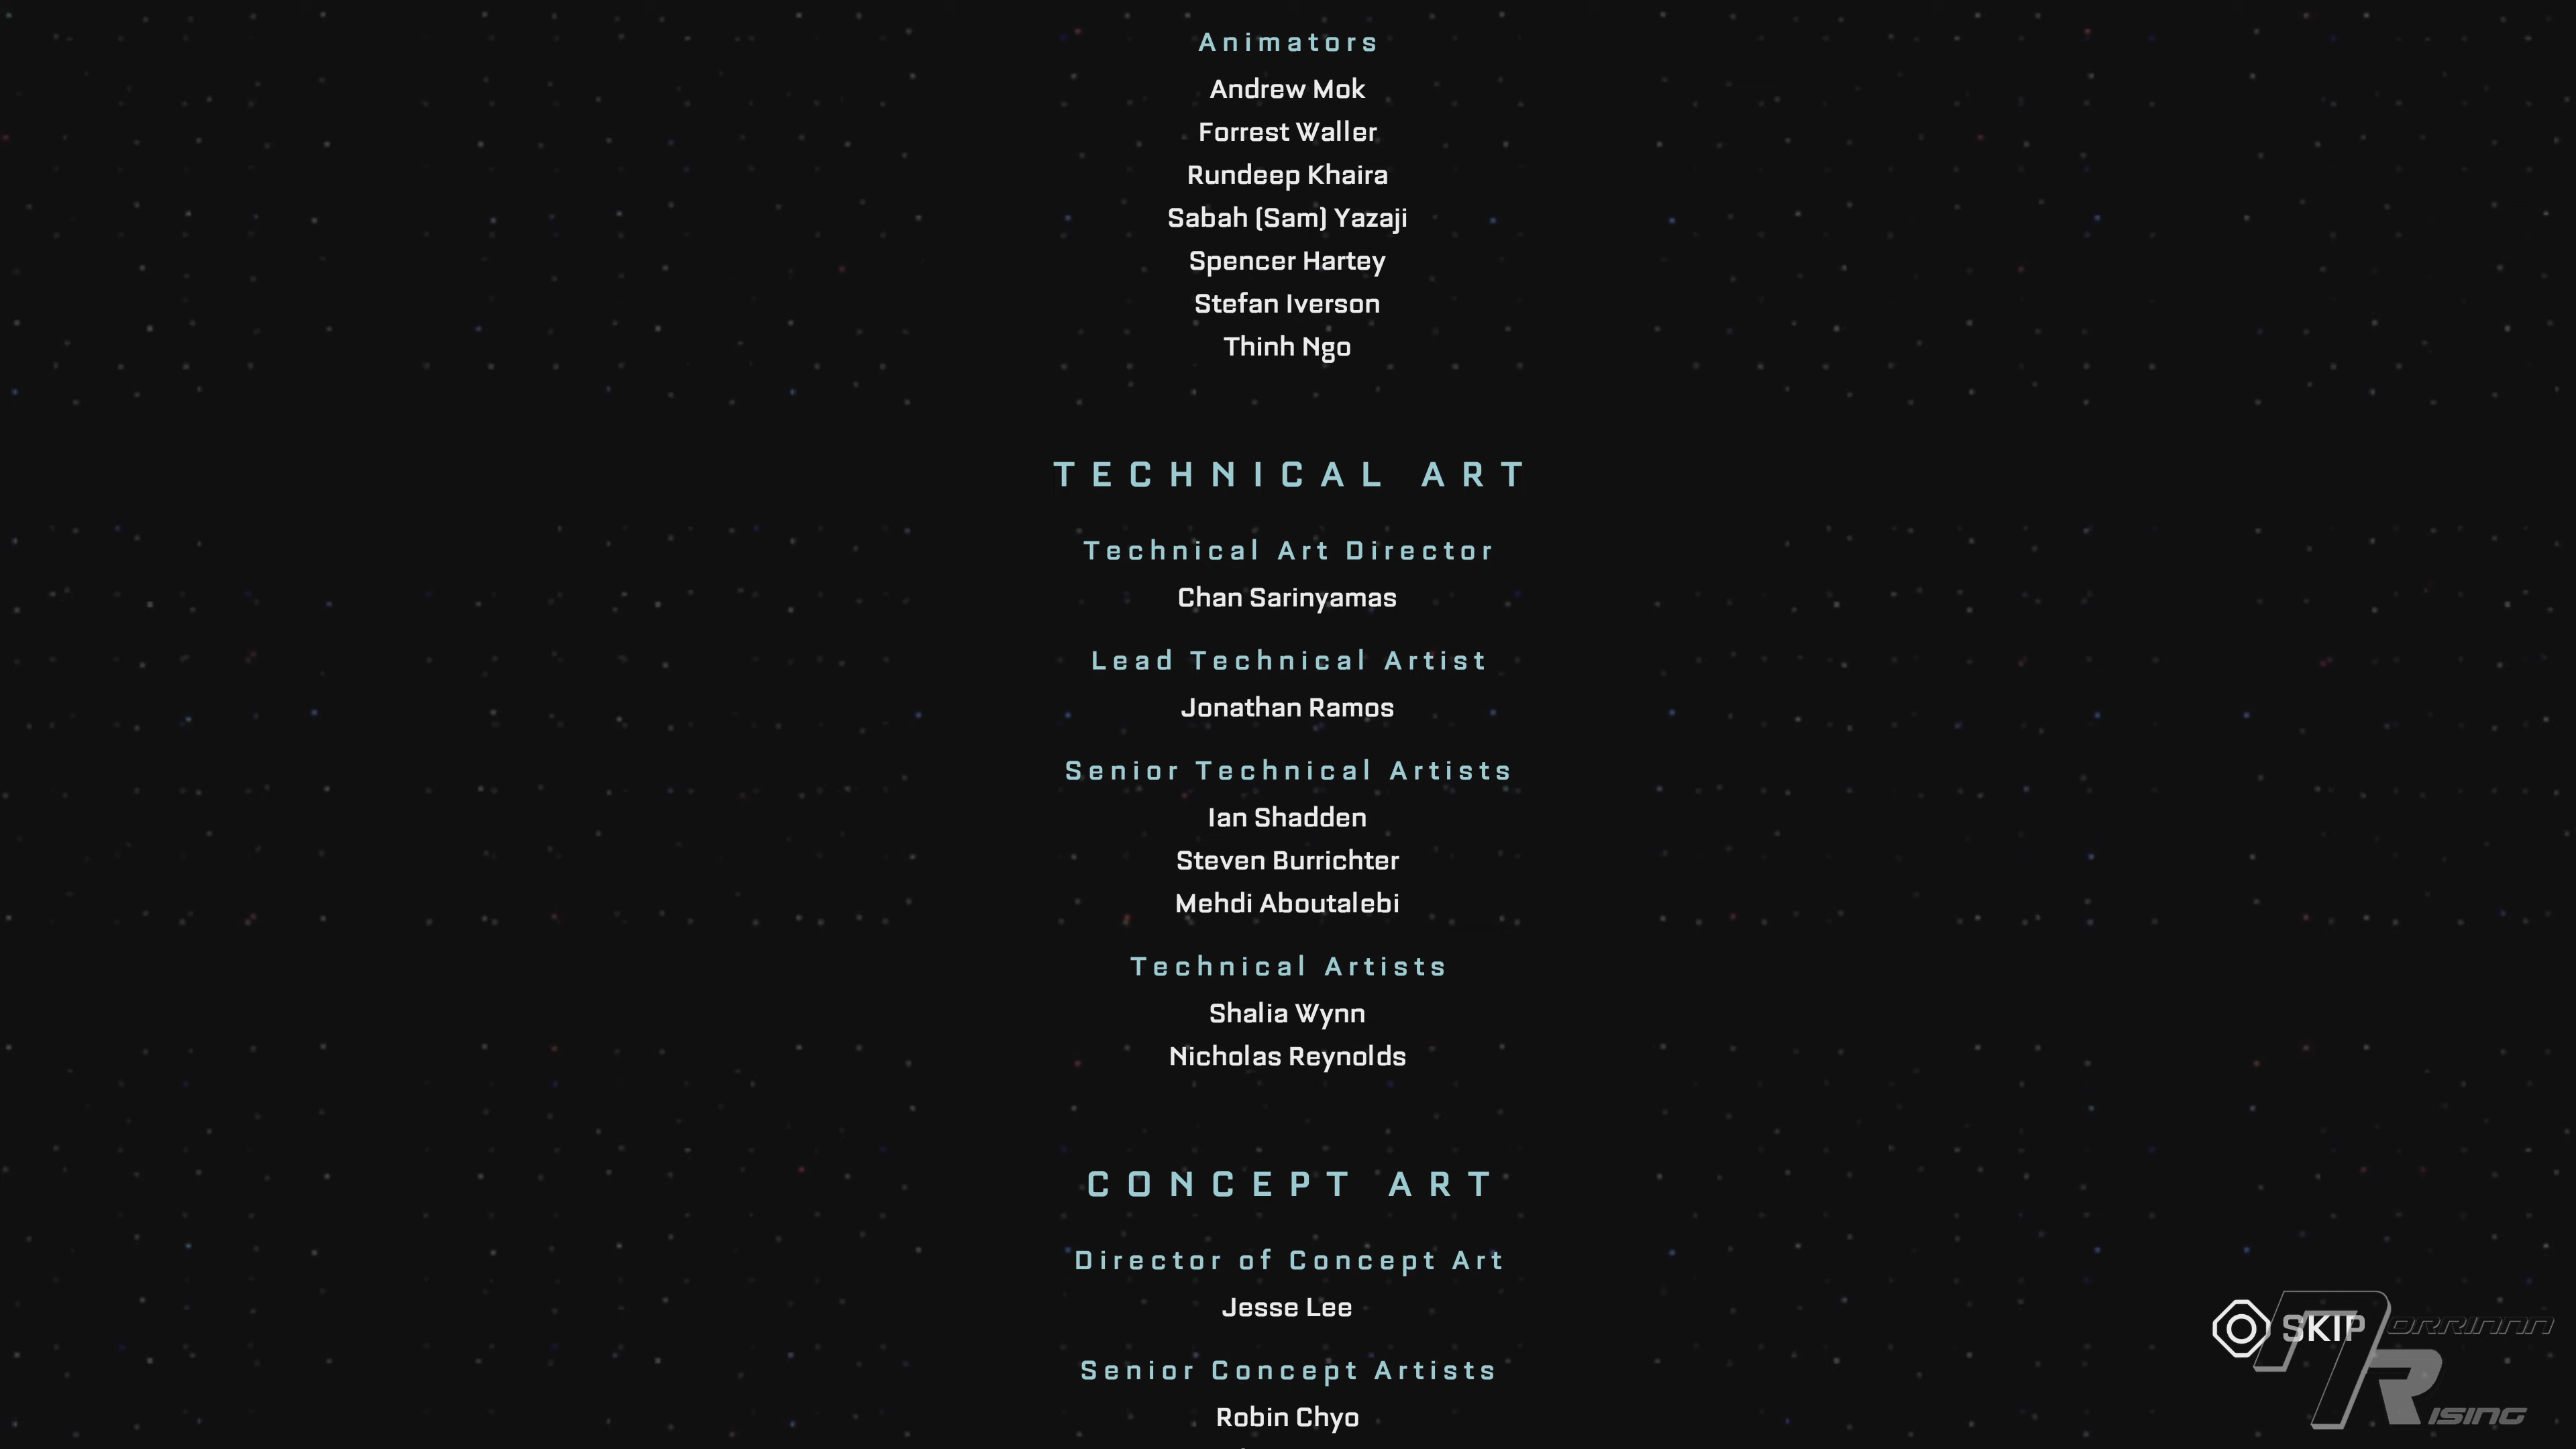 Animators
Andrew Mok
Forrest Waller
Rundeep Khaira
Sabah (Sam) Yazaji
Spencer Hartey
Stefan Iverson
Thinh Ngo
TECHNICAL ART
Technical Art Director
Chan Sarinyamas
Lead Technical Artist
Jonathan Ramos
Senior Technical Artists
Ian Shadden
Steven Burrichter
Mehdi Aboutalebi
Technical Artists
Shalia Wynn
Nicholas Reynolds
CONCEPT ART
Director of Concept Art
Jesse Lee
Senior Concept Artists
Robin Chyo
SKIP
Rising